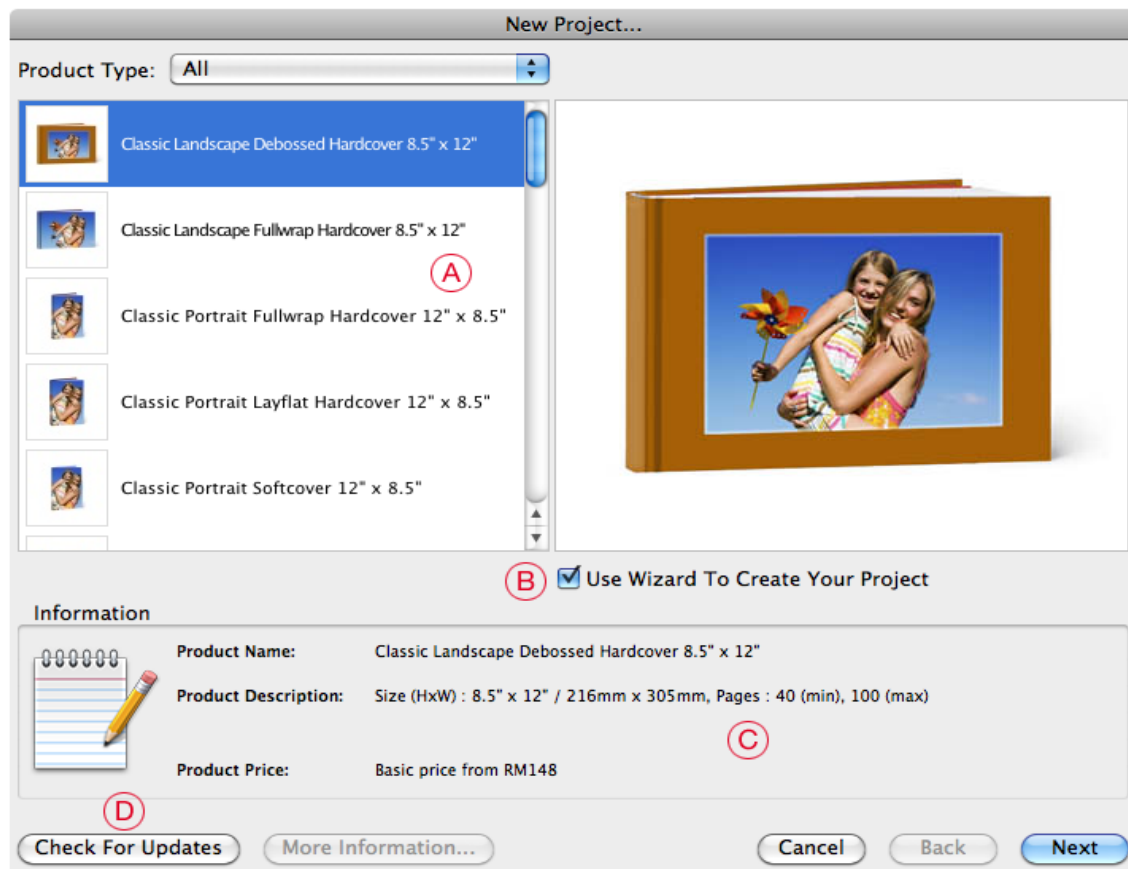 New Project...
Product Type: All
Classic Landscape Debossed Hardcover 8.5" x 12"
Classic Landscape Fullwrap Hardcover 8.5" x 12"
A
Classic Portrait Fullwrap Hardcover 12" x 8.5"
Classic Portrait Layflat Hardcover 12" x 8.5"
Classic Portrait Softcover 12" x 8.5"
B Use Wizard To Create Your Project
Information
Product Name: Classic Landscape Debossed Hardcover 8.5" x 12"
Product Description: Size (HxW) : 8.5" x 12" / 216mm x 305mm, Pages : 40 (min), 100 (max)
C
Product Price: Basic price from RM148
D
Check For Updates More Information... Cancel Back Next